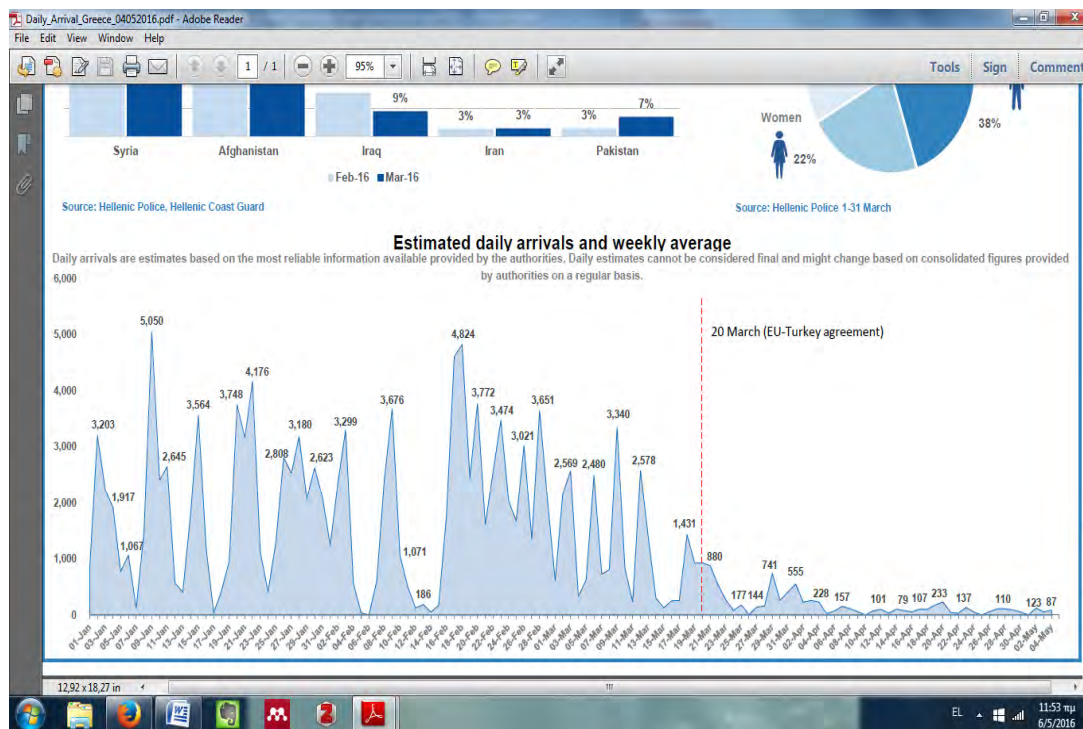 Daily_Arrival_Greece_04052016.pdf - Adobe Reader
File Edit View Window Help
1 / 1 95% Tools Sign Comment
9%
3% 3% 3% 7%
Syria Afghanistan Iraq Iran Pakistan
Feb-16 Mar-16
Women
22%
38%
Source: Hellenic Police, Hellenic Coast Guard
Source: Hellenic Police 1-31 March
Estimated daily arrivals and weekly average
Daily arrivals are estimates based on the most reliable information available provided by the authorities. Daily estimates cannot be considered final and might change based on consolidated figures provided
by authorities on a regular basis.
6,000
5,000
4,000
3,000
2,000
1,000
0
3,203 1,917 1,067 5,050 2,645 3,564 3,748 4,176 2,808 3,180 2,623 3,299 3,676 1,071 186 4,824 3,772 3,474 3,021 3,651 2,569 2,480 3,340 2,578 1,431 880 177 144 741 555 228 157 101 79 107 233 137 110 123 87
20 March (EU-Turkey agreement)
01-Jan 03-Jan 05-Jan 07-Jan 09-Jan 11-Jan 13-Jan 15-Jan 17-Jan 19-Jan 21-Jan 23-Jan 25-Jan 27-Jan 29-Jan 31-Jan 02-Feb 04-Feb 06-Feb 08-Feb 10-Feb 12-Feb 14-Feb 16-Feb 18-Feb 20-Feb 22-Feb 24-Feb 26-Feb 28-Feb 01-Mar 03-Mar 05-Mar 07-Mar 09-Mar 11-Mar 13-Mar 15-Mar 17-Mar 19-Mar 21-Mar 23-Mar 25-Mar 27-Mar 29-Mar 31-Mar 02-Apr 04-Apr 06-Apr 08-Apr 10-Apr 12-Apr 14-Apr 16-Apr 18-Apr 20-Apr 22-Apr 24-Apr 26-Apr 28-Apr 30-Apr 02-May 04-May
12,92 x 18,27 in
EL 11:53 πμ
6/5/2016